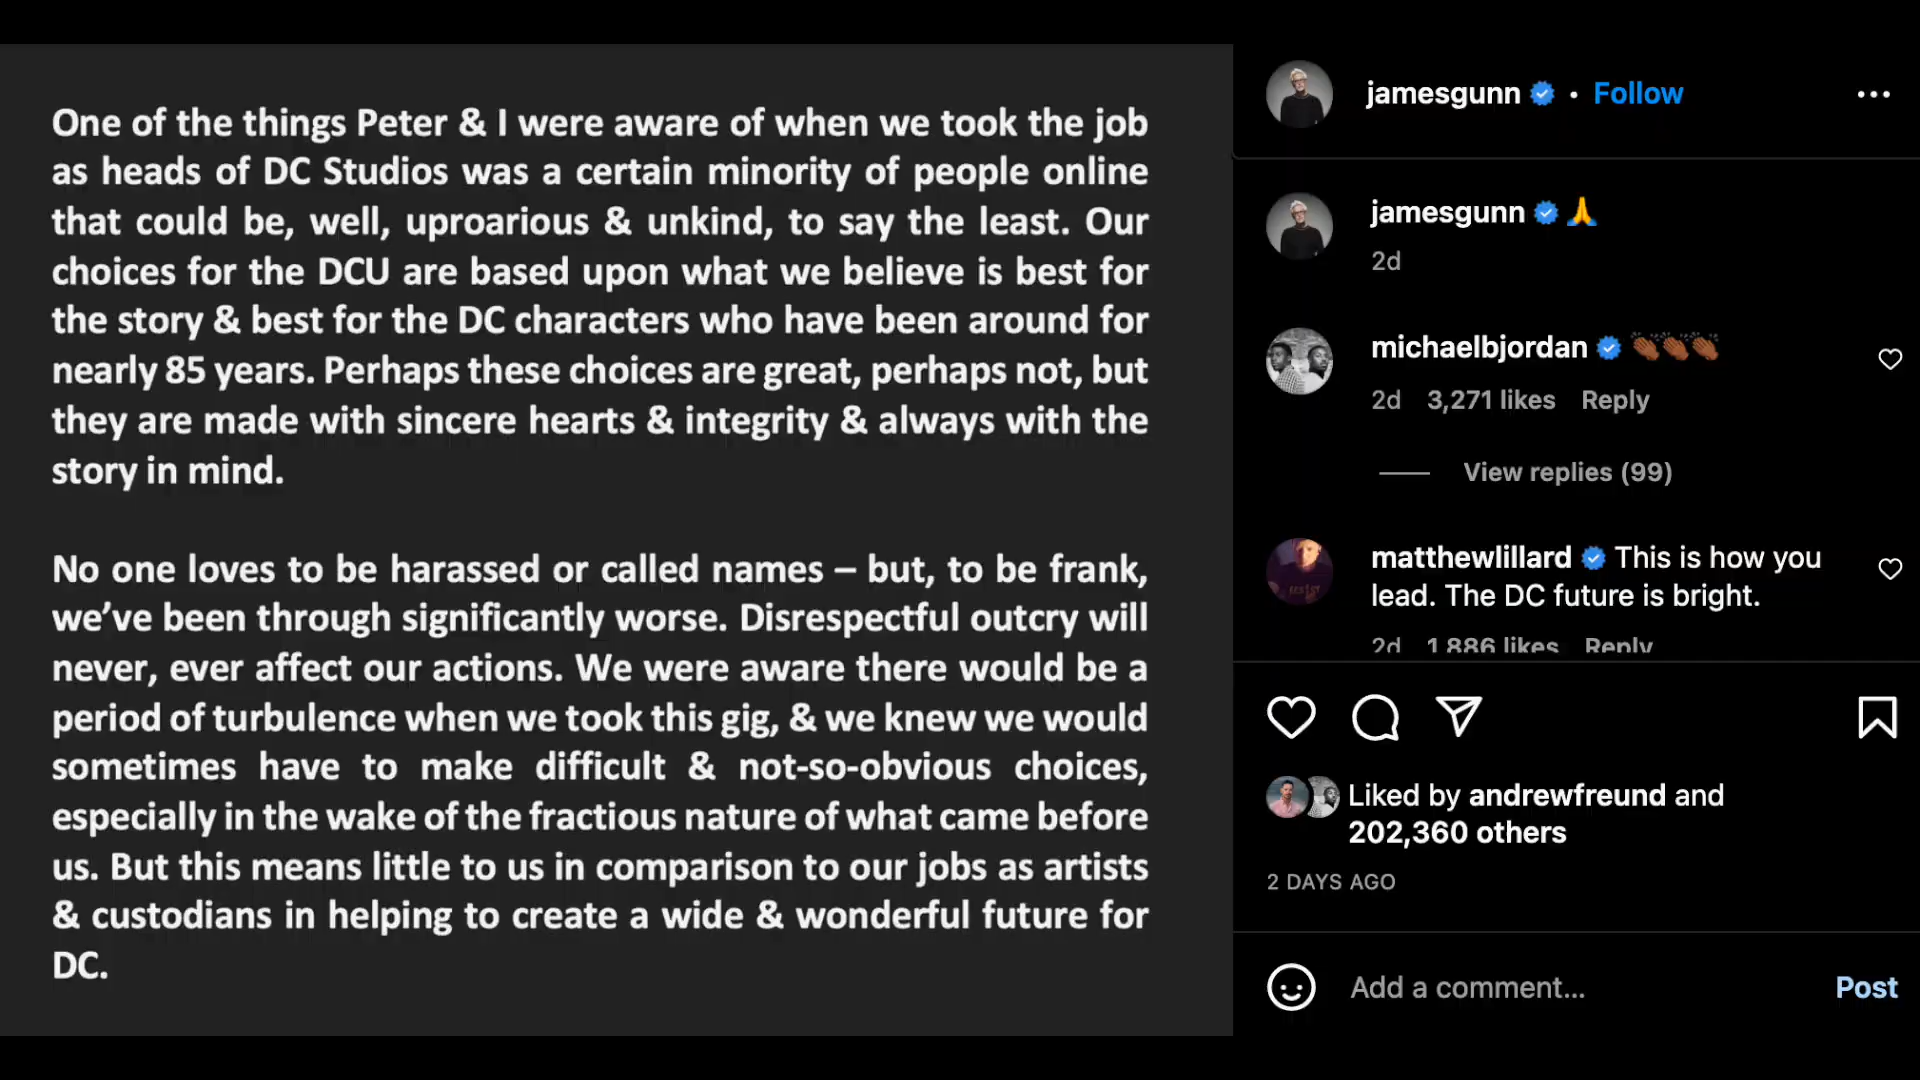 One of the things Peter & I were aware of when we took the job
as heads of DC Studios was a certain minority of people online
that could be, well, uproarious & unkind, to say the least. Our
choices for the DCU are based upon what we believe is best for
the story & best for the DC characters who have been around for
nearly 85 years. Perhaps these choices are great, perhaps not, but
they are made with sincere hearts & integrity & always with the
story in mind.
No one loves to be harassed or called names – but, to be frank,
we’ve been through significantly worse. Disrespectful outcry will
never, ever affect our actions. We were aware there would be a
period of turbulence when we took this gig, & we knew we would
sometimes have to make difficult & not-so-obvious choices,
especially in the wake of the fractious nature of what came before
us. But this means little to us in comparison to our jobs as artists
& custodians in helping to create a wide & wonderful future for
DC.
jamesgunn • Follow
jamesgunn 🙏
2d
michaelbjordan 👏🏾👏🏾👏🏾
2d 3,271 likes Reply
View replies (99)
matthewlillard This is how you
lead. The DC future is bright.
2d 1,886 likes Reply
Liked by andrewfreund and
202,360 others
2 DAYS AGO
Add a comment...
Post